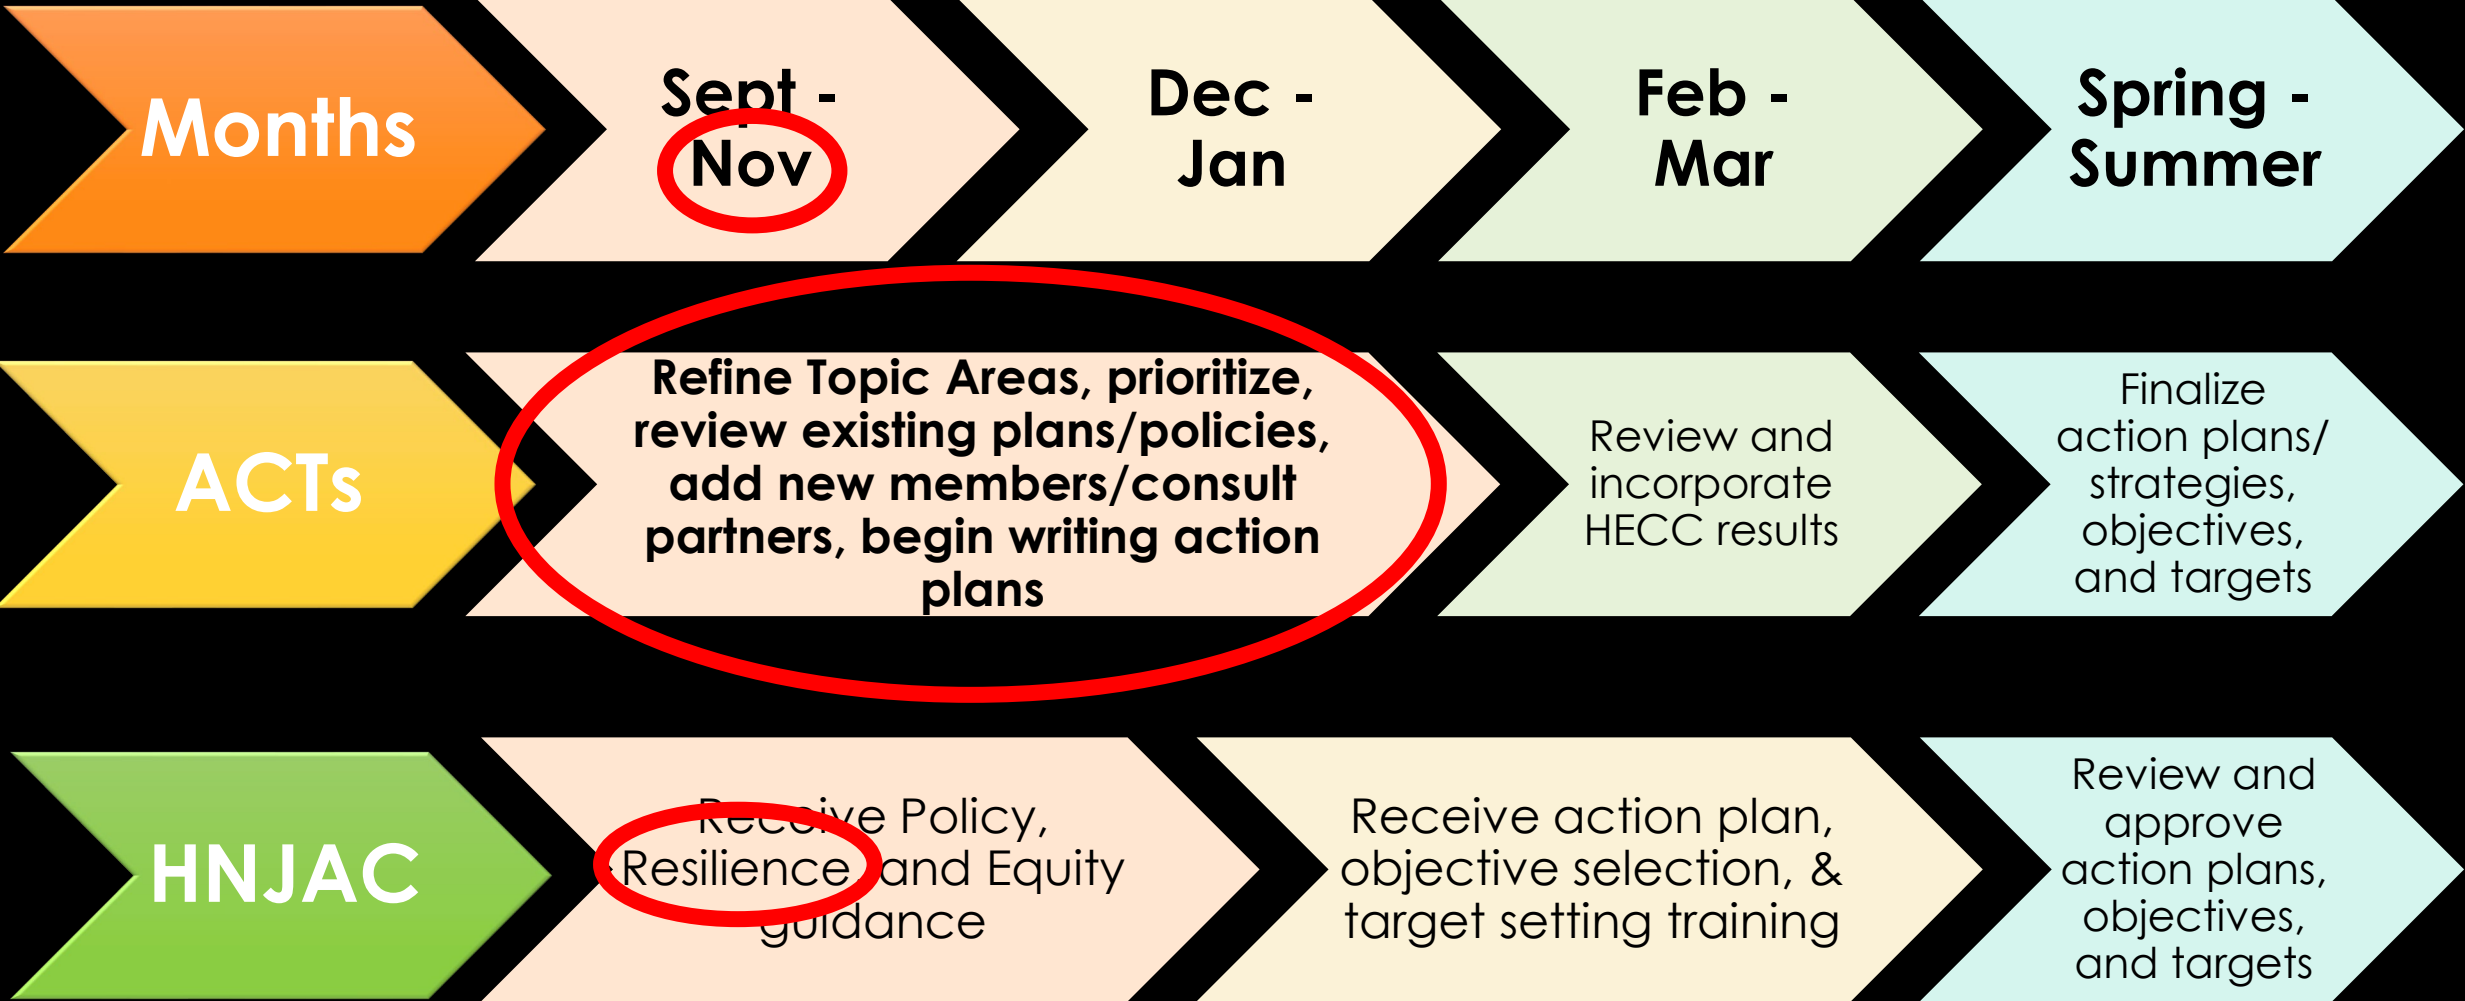 Months
Sept -
Nov
Dec -
Jan
Feb -
Mar
Spring -
Summer
ACTs
Refine Topic Areas, prioritize,
review existing plans/policies,
add new members/consult
partners, begin writing action
plans
Review and
incorporate
HECC results
Finalize
action plans/
strategies,
objectives,
and targets
HNJAC
Receive Policy,
Resilience, and Equity
guidance
Receive action plan,
objective selection, &
target setting training
Review and
approve
action plans,
objectives,
and targets